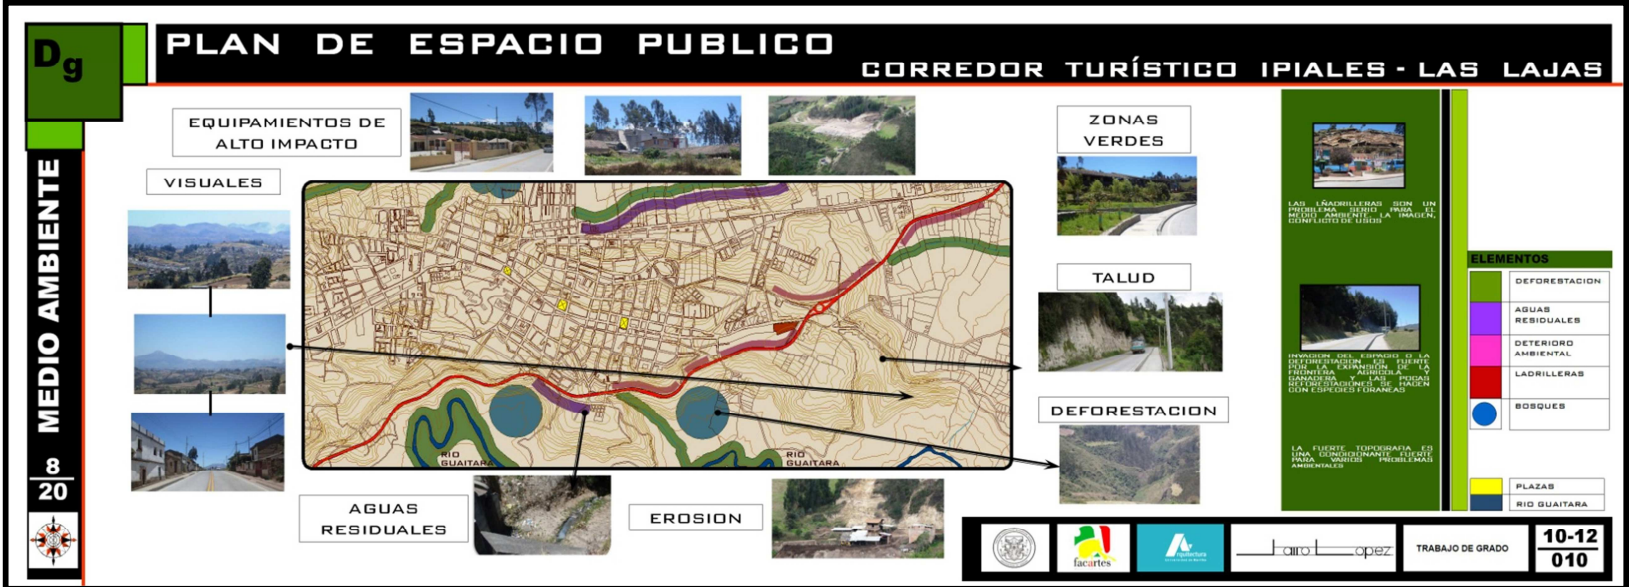 Dg
PLAN DE ESPACIO PUBLICO
CORREDOR TURÍSTICO IPIALES - LAS LAJAS
MEDIO AMBIENTE
8
20
EQUIPAMIENTOS DE
ALTO IMPACTO
VISUALES
ZONAS
VERDES
TALUD
DEFORESTACION
AGUAS
RESIDUALES
EROSION
RIO
GUAITARA
RIO
GUAITARA
LAS LÑADRILLERAS SON UN
PROBLEMA SERIO PARA EL
MEDIO AMBIENTE, LA IMAGEN,
CONFLICTO DE USOS
INVACION DEL ESPACIO O LA
DEFORESTACION ES FUERTE
POR LA EXPANSIÓN DE LA
FRONTERA AGRICOLA Y
GANADERA Y LAS POCAS
REFORESTACIONES SE HACEN
CON ESPECIES FORANEAS
LA FUERTE TOPOGRAFIA ES
UNA CONDICIONANTE FUERTE
PARA VARIOS PROBLEMAS
AMBIENTALES
ELEMENTOS
DEFORESTACION
AGUAS
RESIDUALES
DETERIORO
AMBIENTAL
LADRILLERAS
BOSQUES
PLAZAS
RIO GUAITARA
facartes
Arquitectura
Jairo Lopez
TRABAJO DE GRADO
10-12
010